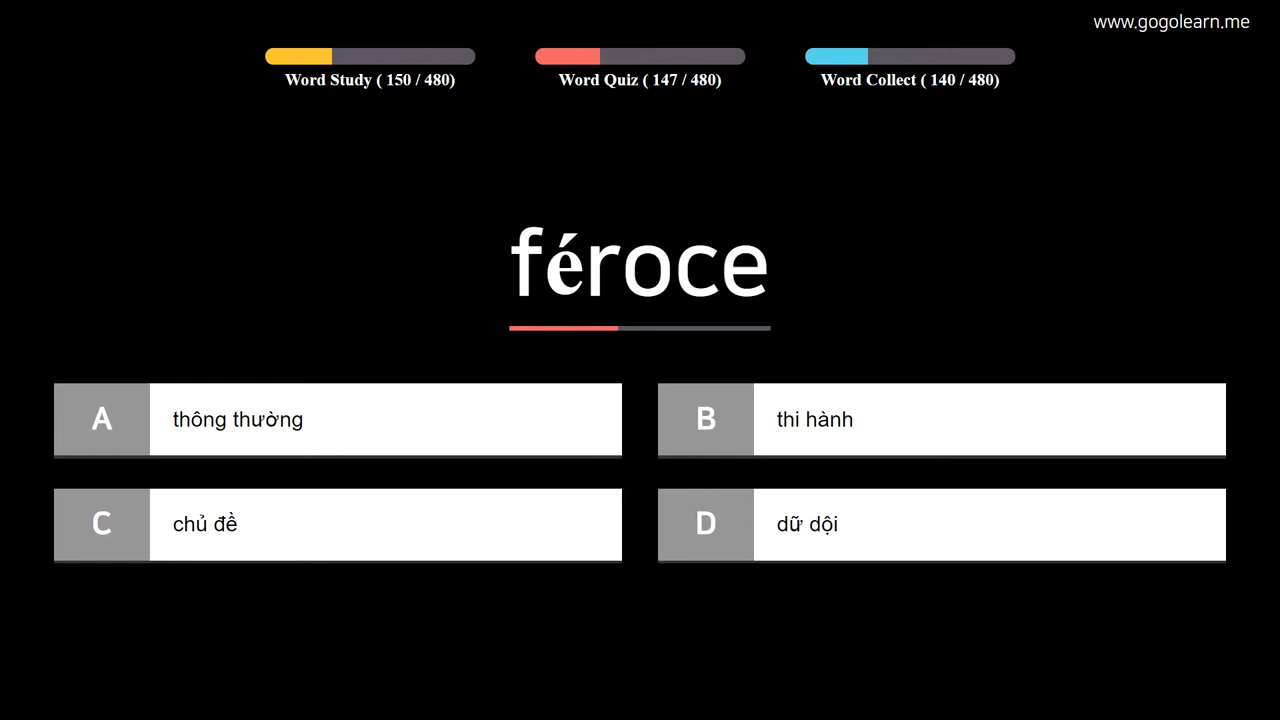 www.gogolearn.me
Word Study ( 150 / 480)
Word Quiz ( 147 / 480)
Word Collect ( 140 / 480)
féroce
A thông thường
B thi hành
C chủ đề
D dữ dội